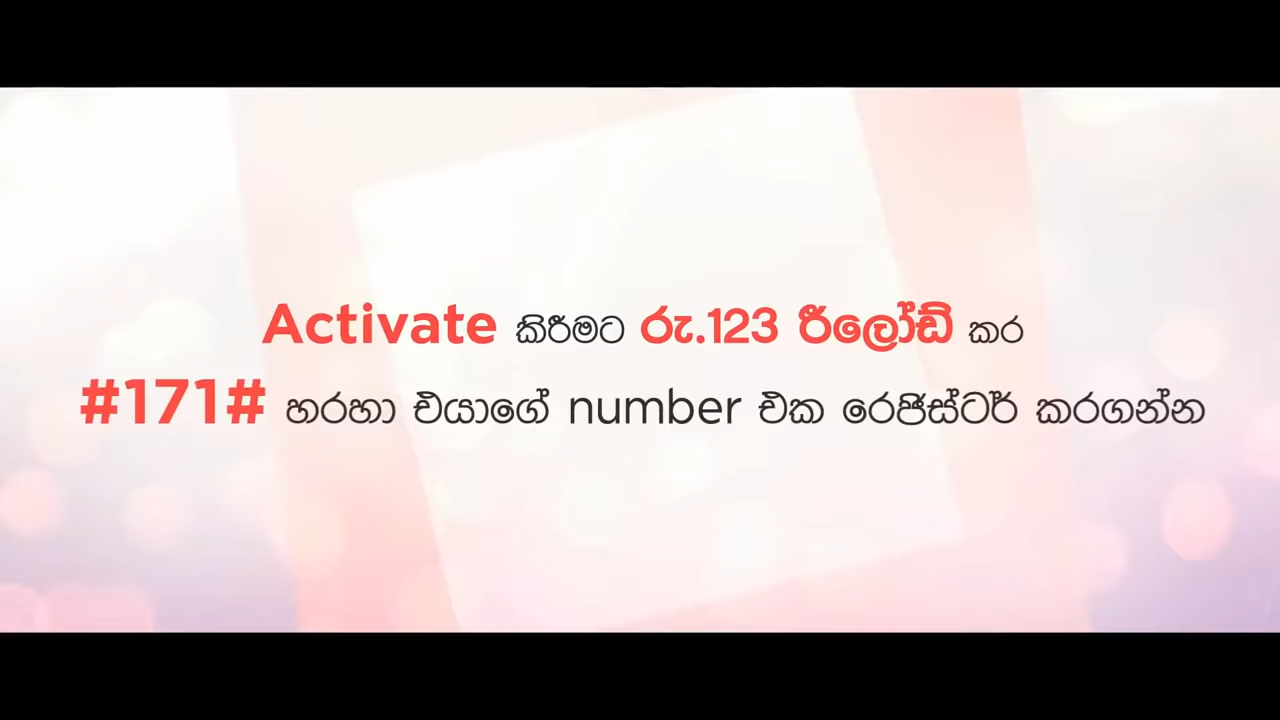 Activate කිරීමට රු.123 රීලෝඩ් කර
#171# හරහා එයාගේ number එක රෙජිස්ටර් කරගන්න